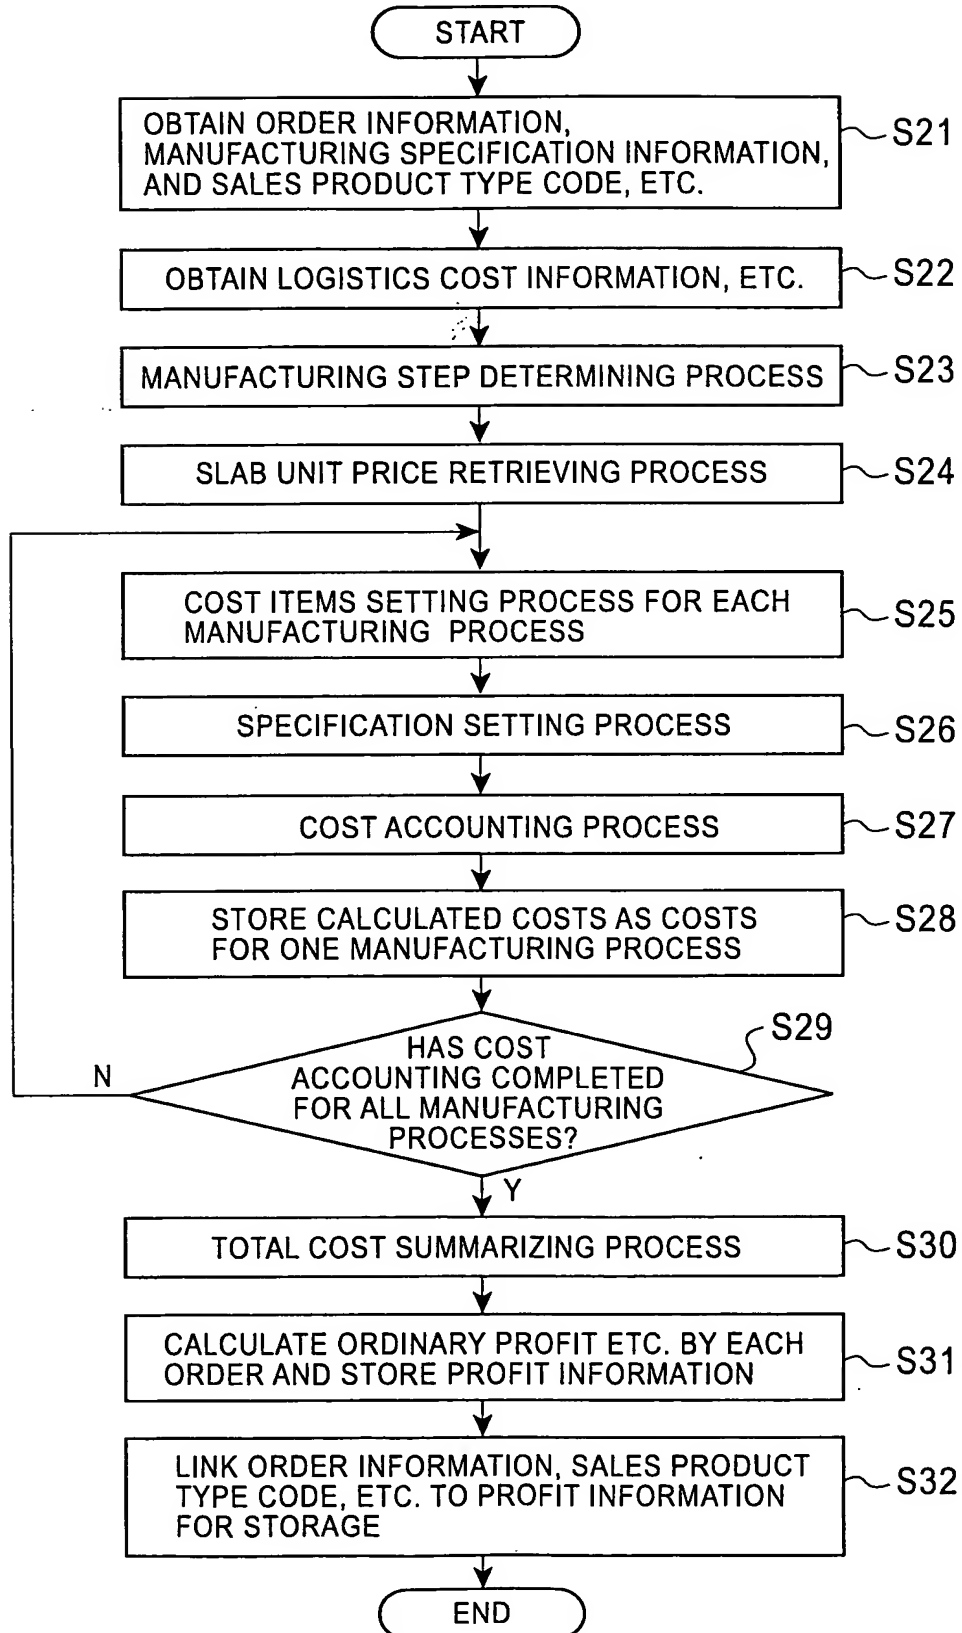 START
OBTAIN ORDER INFORMATION,
MANUFACTURING SPECIFICATION INFORMATION,
AND SALES PRODUCT TYPE CODE, ETC.
S21
OBTAIN LOGISTICS COST INFORMATION, ETC.
S22
MANUFACTURING STEP DETERMINING PROCESS
S23
SLAB UNIT PRICE RETRIEVING PROCESS
S24
COST ITEMS SETTING PROCESS FOR EACH
MANUFACTURING PROCESS
S25
SPECIFICATION SETTING PROCESS
S26
COST ACCOUNTING PROCESS
S27
STORE CALCULATED COSTS AS COSTS
FOR ONE MANUFACTURING PROCESS
S28
HAS COST
ACCOUNTING COMPLETED
FOR ALL MANUFACTURING
PROCESSES?
S29
N
Y
TOTAL COST SUMMARIZING PROCESS
S30
CALCULATE ORDINARY PROFIT ETC. BY EACH
ORDER AND STORE PROFIT INFORMATION
S31
LINK ORDER INFORMATION, SALES PRODUCT
TYPE CODE, ETC. TO PROFIT INFORMATION
FOR STORAGE
S32
END